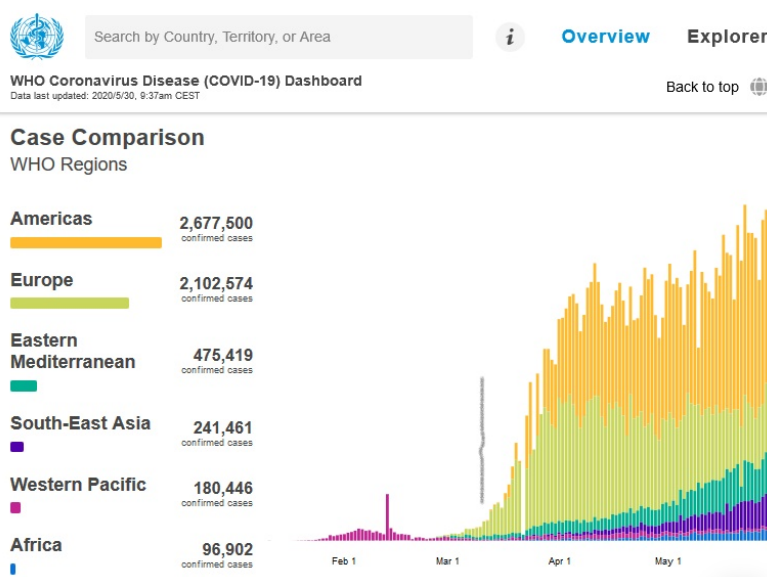 Search by Country, Territory, or Area
i
Overview
Explorer
WHO Coronavirus Disease (COVID-19) Dashboard
Data last updated: 2020/5/30, 9:37am CEST
Back to top
Case Comparison
WHO Regions
Americas
2,677,500
confirmed cases
Europe
2,102,574
confirmed cases
Eastern
Mediterranean
475,419
confirmed cases
South-East Asia
241,461
confirmed cases
Western Pacific
180,446
confirmed cases
Africa
96,902
confirmed cases
Feb 1
Mar 1
Apr 1
May 1